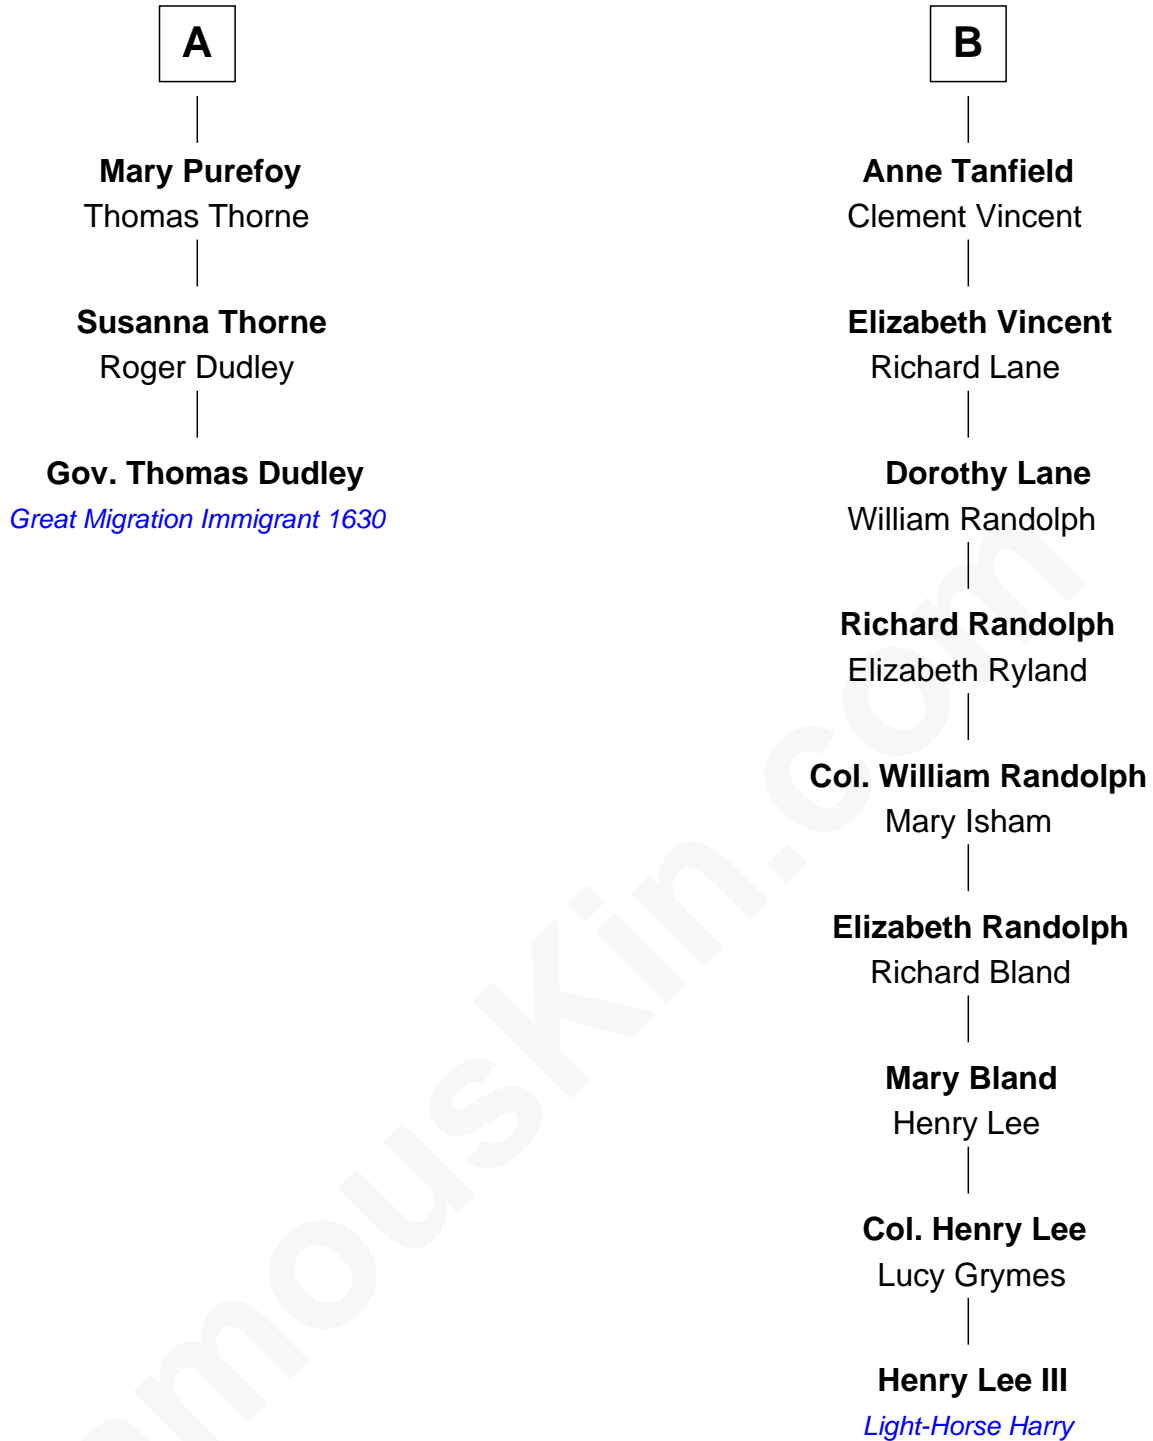 A
Mary Purefoy
Thomas Thorne
Susanna Thorne
Roger Dudley
Gov. Thomas Dudley
Great Migration Immigrant 1630
B
Anne Tanfield
Clement Vincent
Elizabeth Vincent
Richard Lane
Dorothy Lane
William Randolph
Richard Randolph
Elizabeth Ryland
Col. William Randolph
Mary Isham
Elizabeth Randolph
Richard Bland
Mary Bland
Henry Lee
Col. Henry Lee
Lucy Grymes
Henry Lee III
Light-Horse Harry
amouskin.com